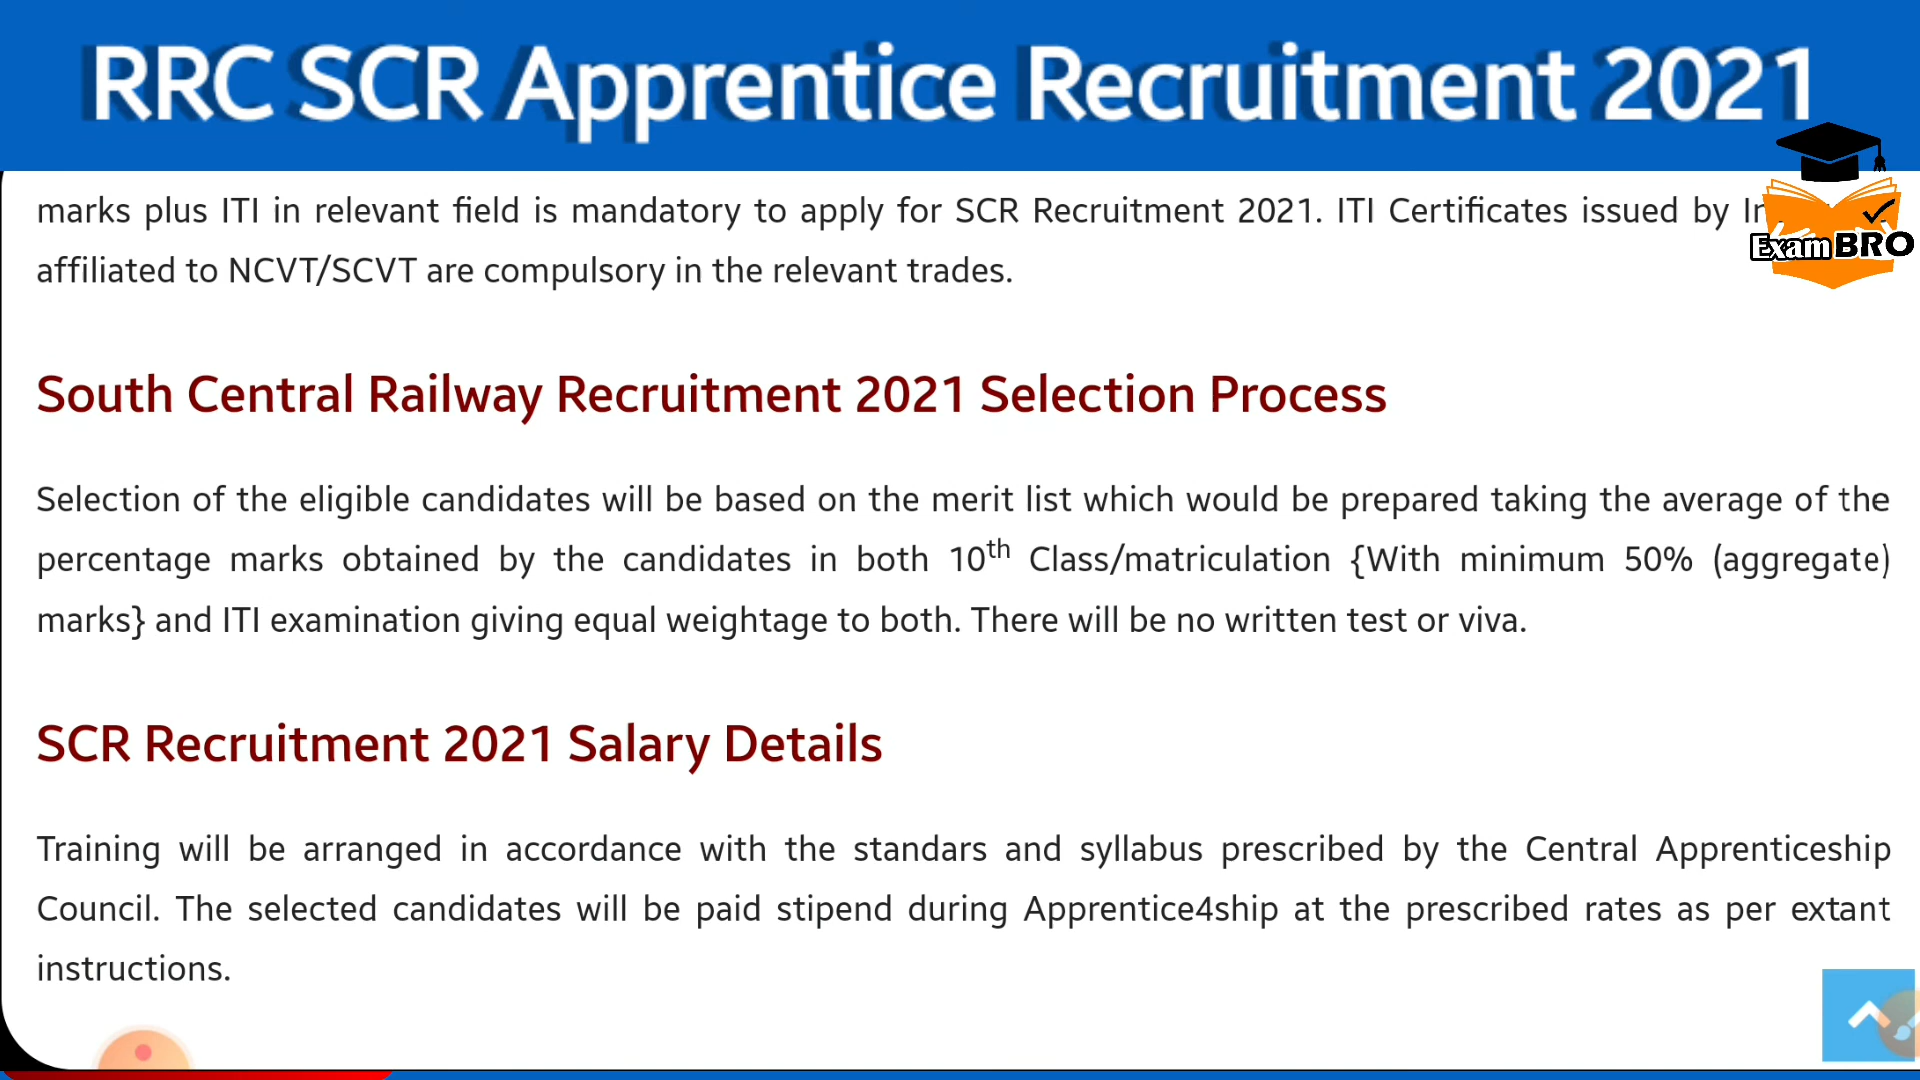 RRC SCR Apprentice Recruitment 2021
marks plus ITI in relevant field is mandatory to apply for SCR Recruitment 2021. ITI Certificates issued by
Exam BRO
affiliated to NCVT/SCVT are compulsory in the relevant trades.
South Central Railway Recruitment 2021 Selection Process
Selection of the eligible candidates will be based on the merit list which would be prepared taking the average of the
percentage marks obtained by the candidates in both 10th Class/matriculation {With minimum 50% (aggregate)
marks} and ITI examination giving equal weightage to both. There will be no written test or viva.
SCR Recruitment 2021 Salary Details
Training will be arranged in accordance with the standars and syllabus prescribed by the Central Apprenticeship
Council. The selected candidates will be paid stipend during Apprentice4ship at the prescribed rates as per extant
instructions.